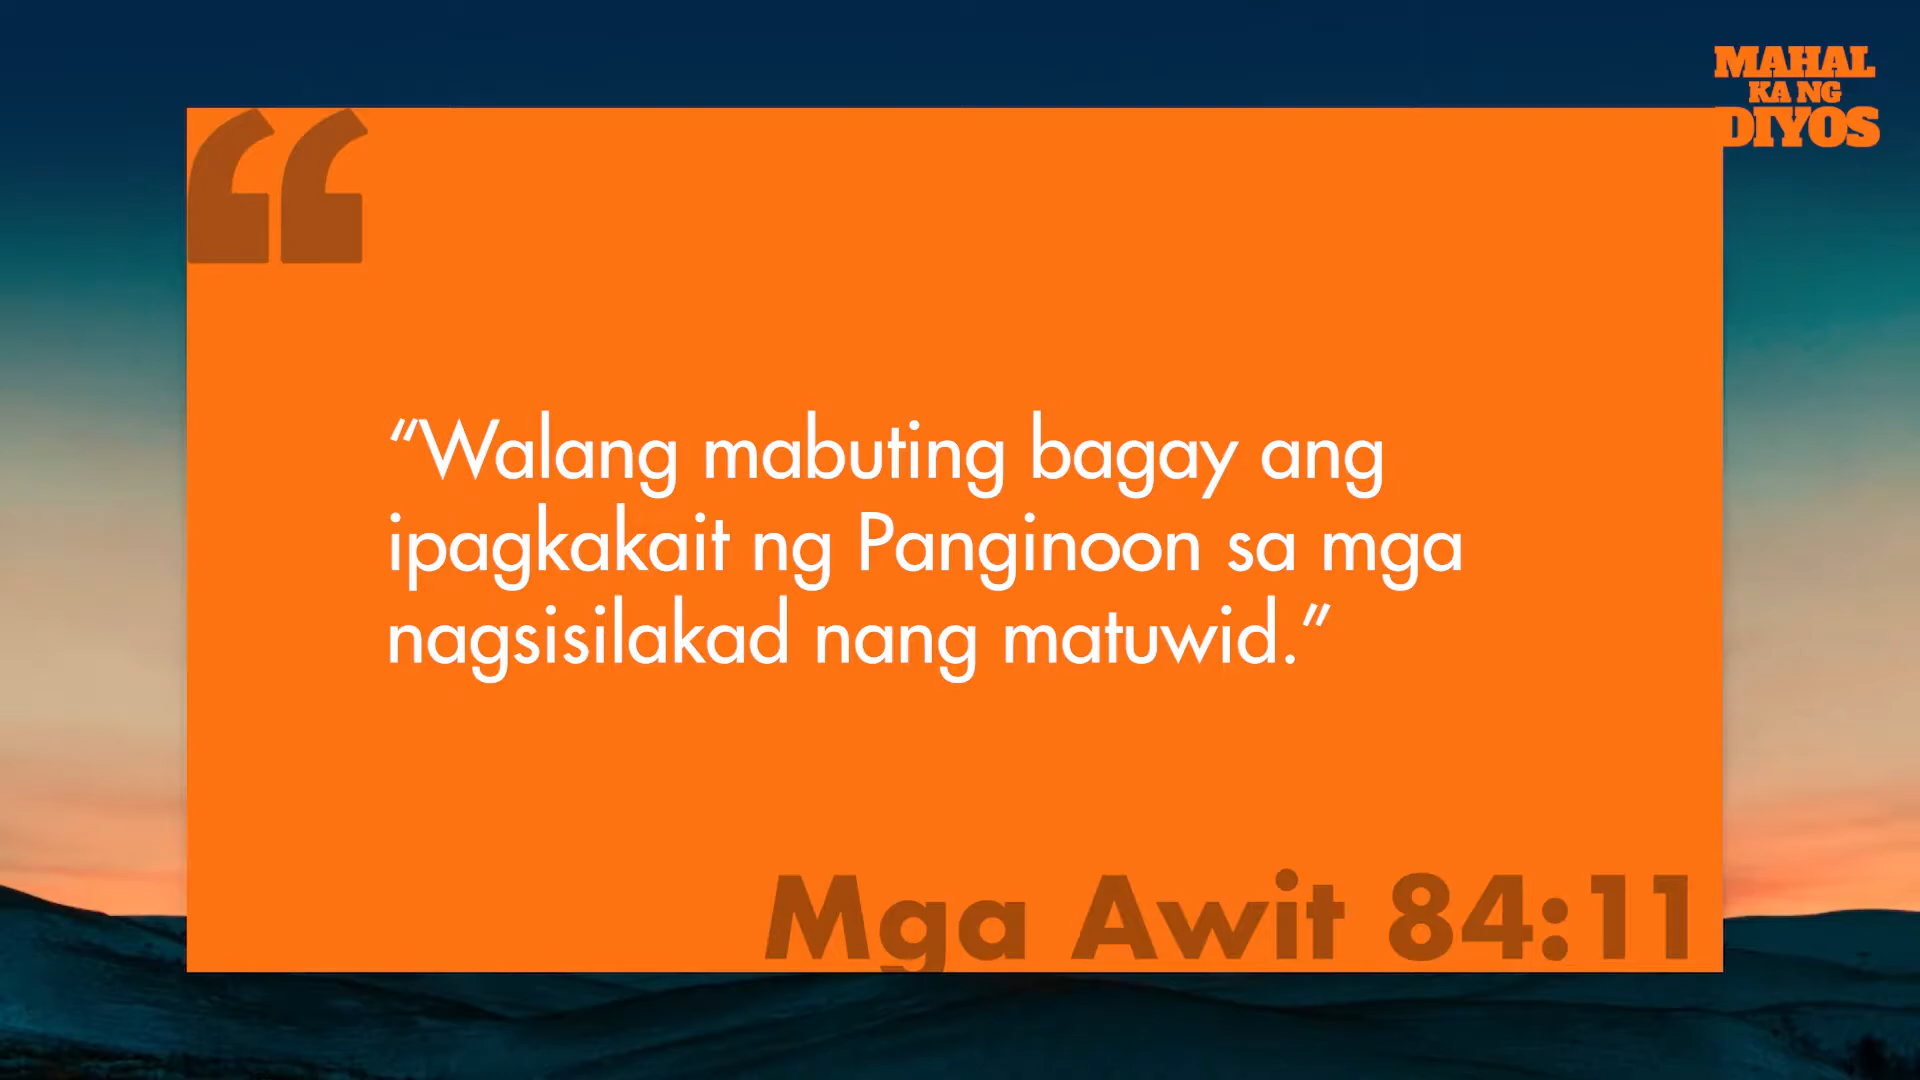 MAHAL
KA NG
DIYOS
“Walang mabuting bagay ang
ipagkakait ng Panginoon sa mga
nagsisilakad nang matuwid.”
Mga Awit 84:11